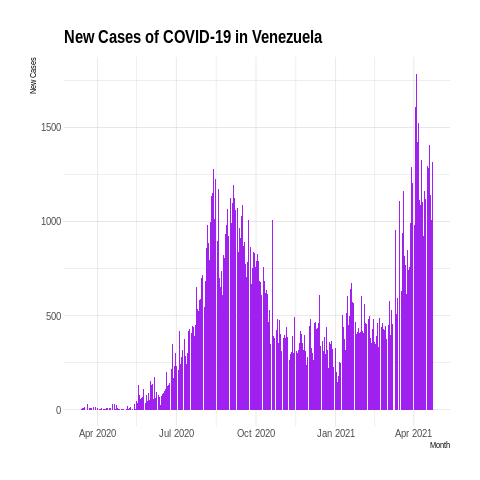 New Cases of COVID-19 in Venezuela
New Cases
1500
1000
500
0
Apr 2020 Jul 2020 Oct 2020 Jan 2021 Apr 2021
Month